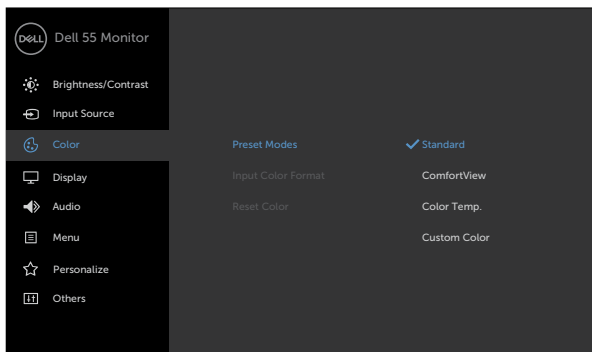 DELL
Dell 55 Monitor
Brightness/Contrast
Input Source
Color
Preset Modes
Standard
Display
Input Color Format
ComfortView
Audio
Reset Color
Color Temp.
Menu
Custom Color
Personalize
Others